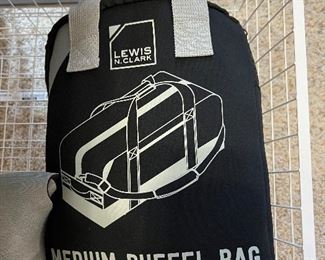 LEWIS
N. CLARK
MEDIUM DUFFEL BAG